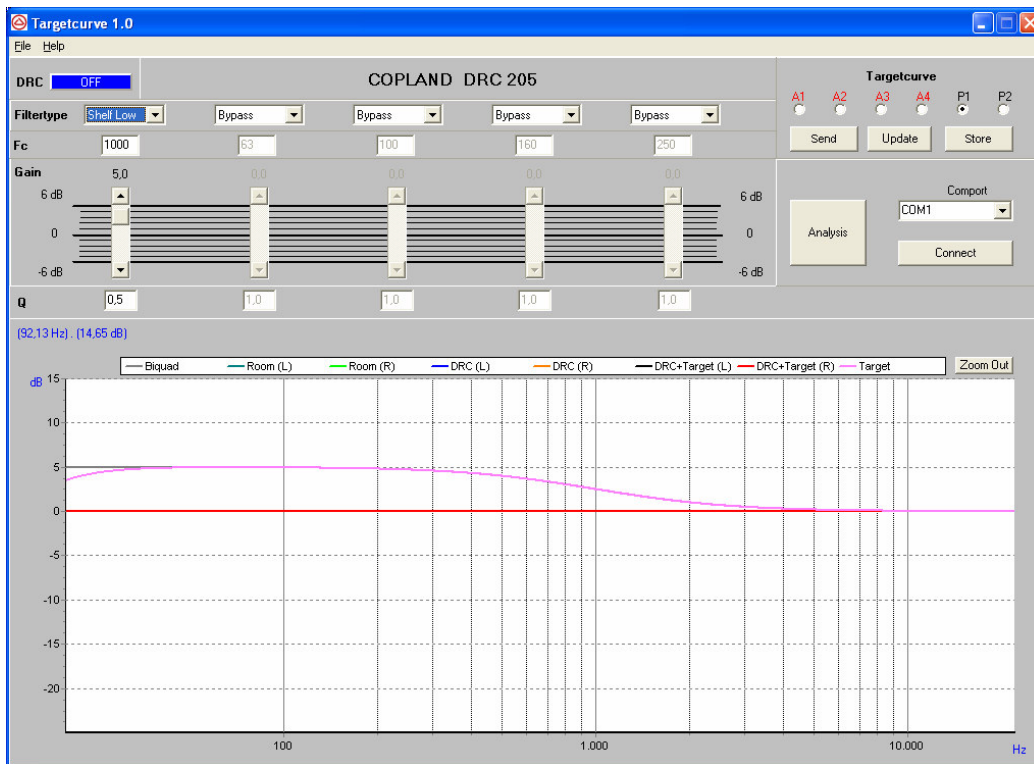 Targetcurve 1.0
File Help
DRC OFF
COPLAND DRC 205
Targetcurve
A1 A2 A3 A4 P1 P2
Filtertype Shelf Low Bypass Bypass Bypass Bypass
Send Update Store
Fc 1000 63 100 160 250
Gain 5,0 0,0 0,0 0,0 0,0
6 dB 6 dB
0 0
-6 dB -6 dB
Comport
COM1
Analysis
Connect
Q 0,5 1,0 1,0 1,0 1,0
(92,13 Hz) . (14,65 dB)
Biquad Room (L) Room (R) DRC (L) DRC (R) DRC+Target (L) DRC+Target (R) Target
Zoom Out
dB 15
10
5
0
-5
-10
-15
-20
100 1.000 10.000 Hz